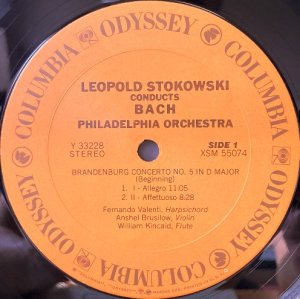 COLUMBIA ODYSSEY COLUMBIA ODYSSEY COLUMBIA ODYSSEY
LEOPOLD STOKOWSKI
CONDUCTS
BACH
PHILADELPHIA ORCHESTRA
Y 33228
STEREO
SIDE 1
XSM 55074
BRANDENBURG CONCERTO NO. 5 IN D MAJOR
(Beginning)
1. I - Allegro 11:05
2. II - Affettuoso 8:28
Fernando Valenti, Harpsichord
Anshel Brusilow, Violin
William Kincaid, Flute